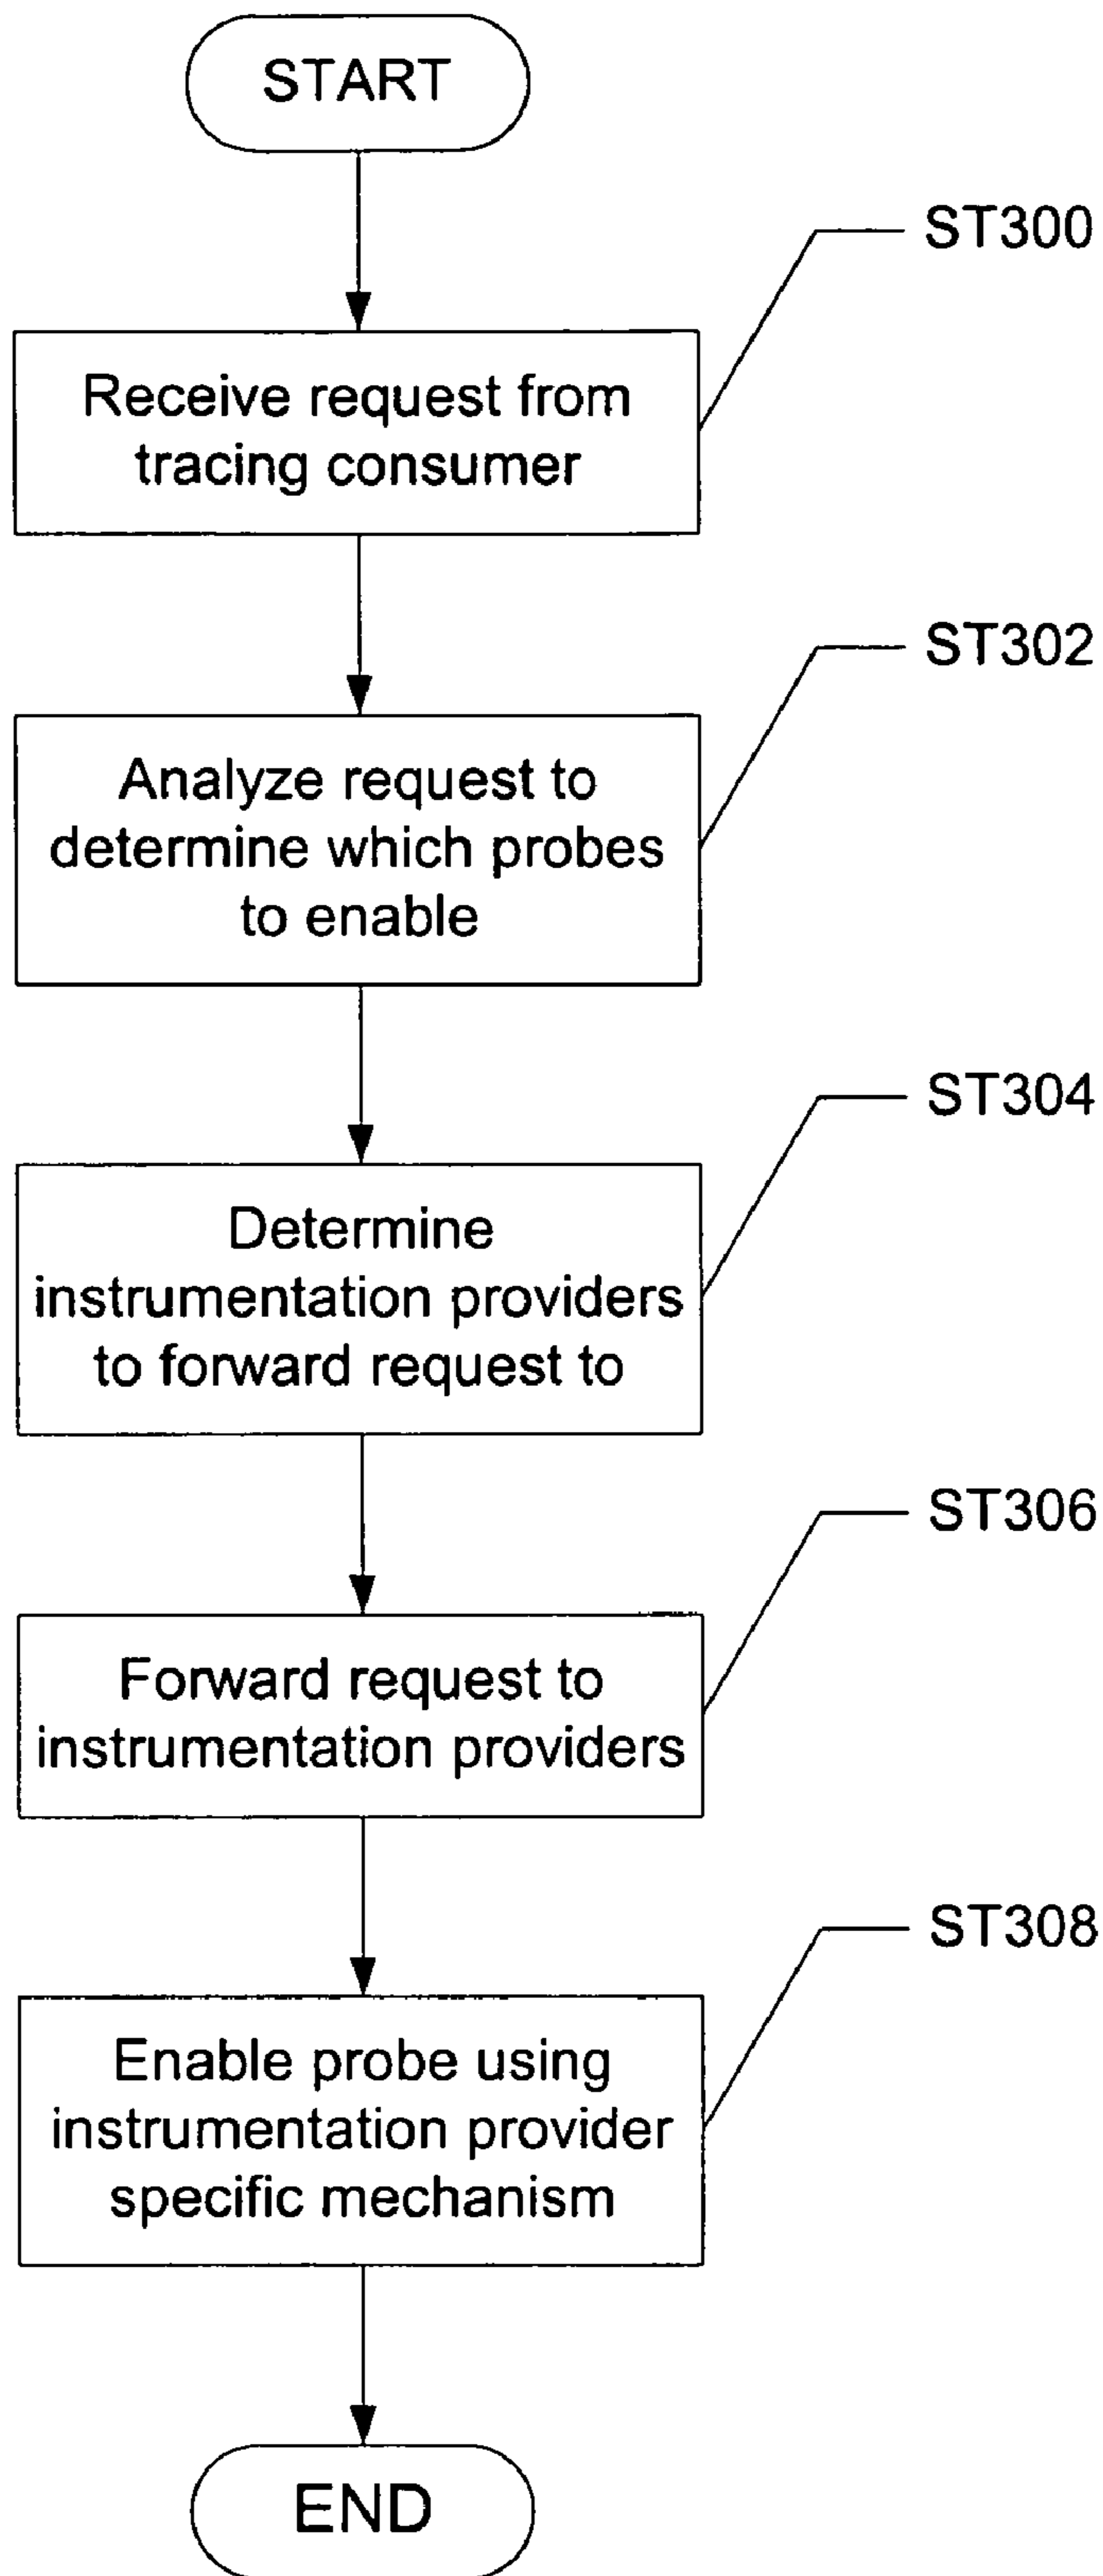 START
ST300
Receive request from
tracing consumer
ST302
Analyze request to
determine which probes
to enable
ST304
Determine
instrumentation providers
to forward request to
ST306
Forward request to
instrumentation providers
ST308
Enable probe using
instrumentation provider
specific mechanism
END